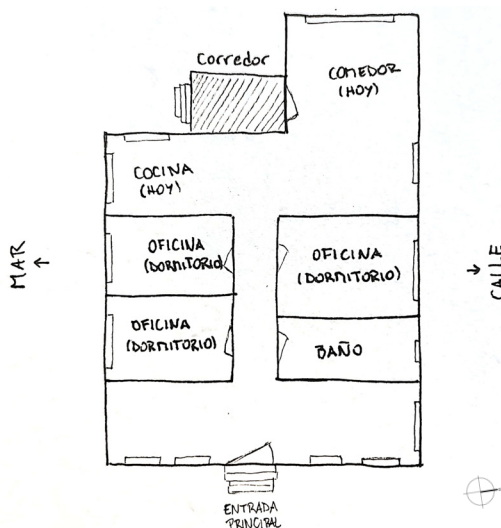 Corredor
COMEDOR
(HOY)
COCINA
(HOY)
OFICINA
(DORMITORIO)
OFICINA
(DORMITORIO)
OFICINA
(DORMITORIO)
BAÑO
MAR
CALLE
ENTRADA
PRINCIPAL